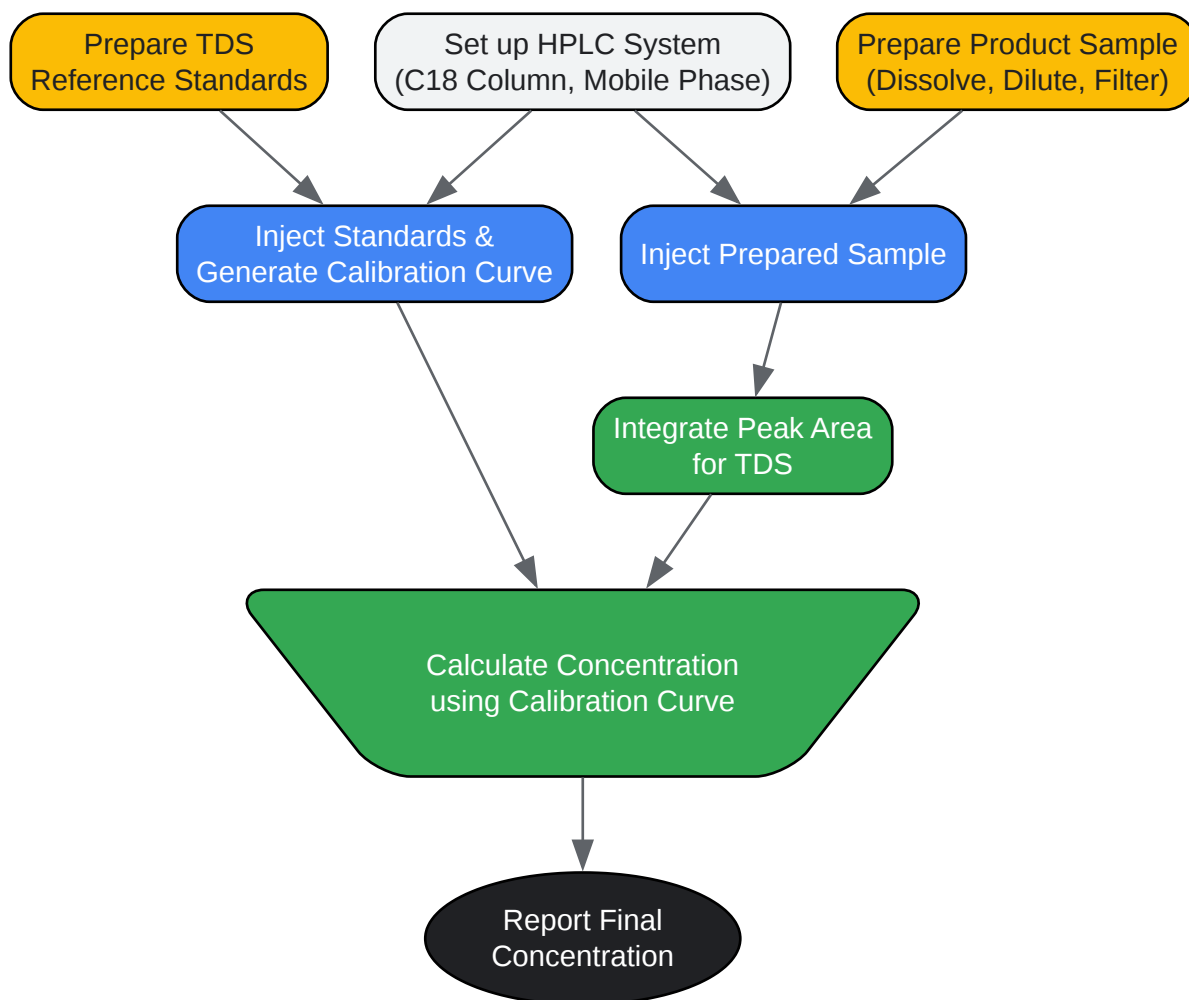 Prepare TDS
Reference Standards
Set up HPLC System
(C18 Column, Mobile Phase)
Prepare Product Sample
(Dissolve, Dilute, Filter)
Inject Standards &
Generate Calibration Curve
Inject Prepared Sample
Integrate Peak Area
for TDS
Calculate Concentration
using Calibration Curve
Report Final
Concentration